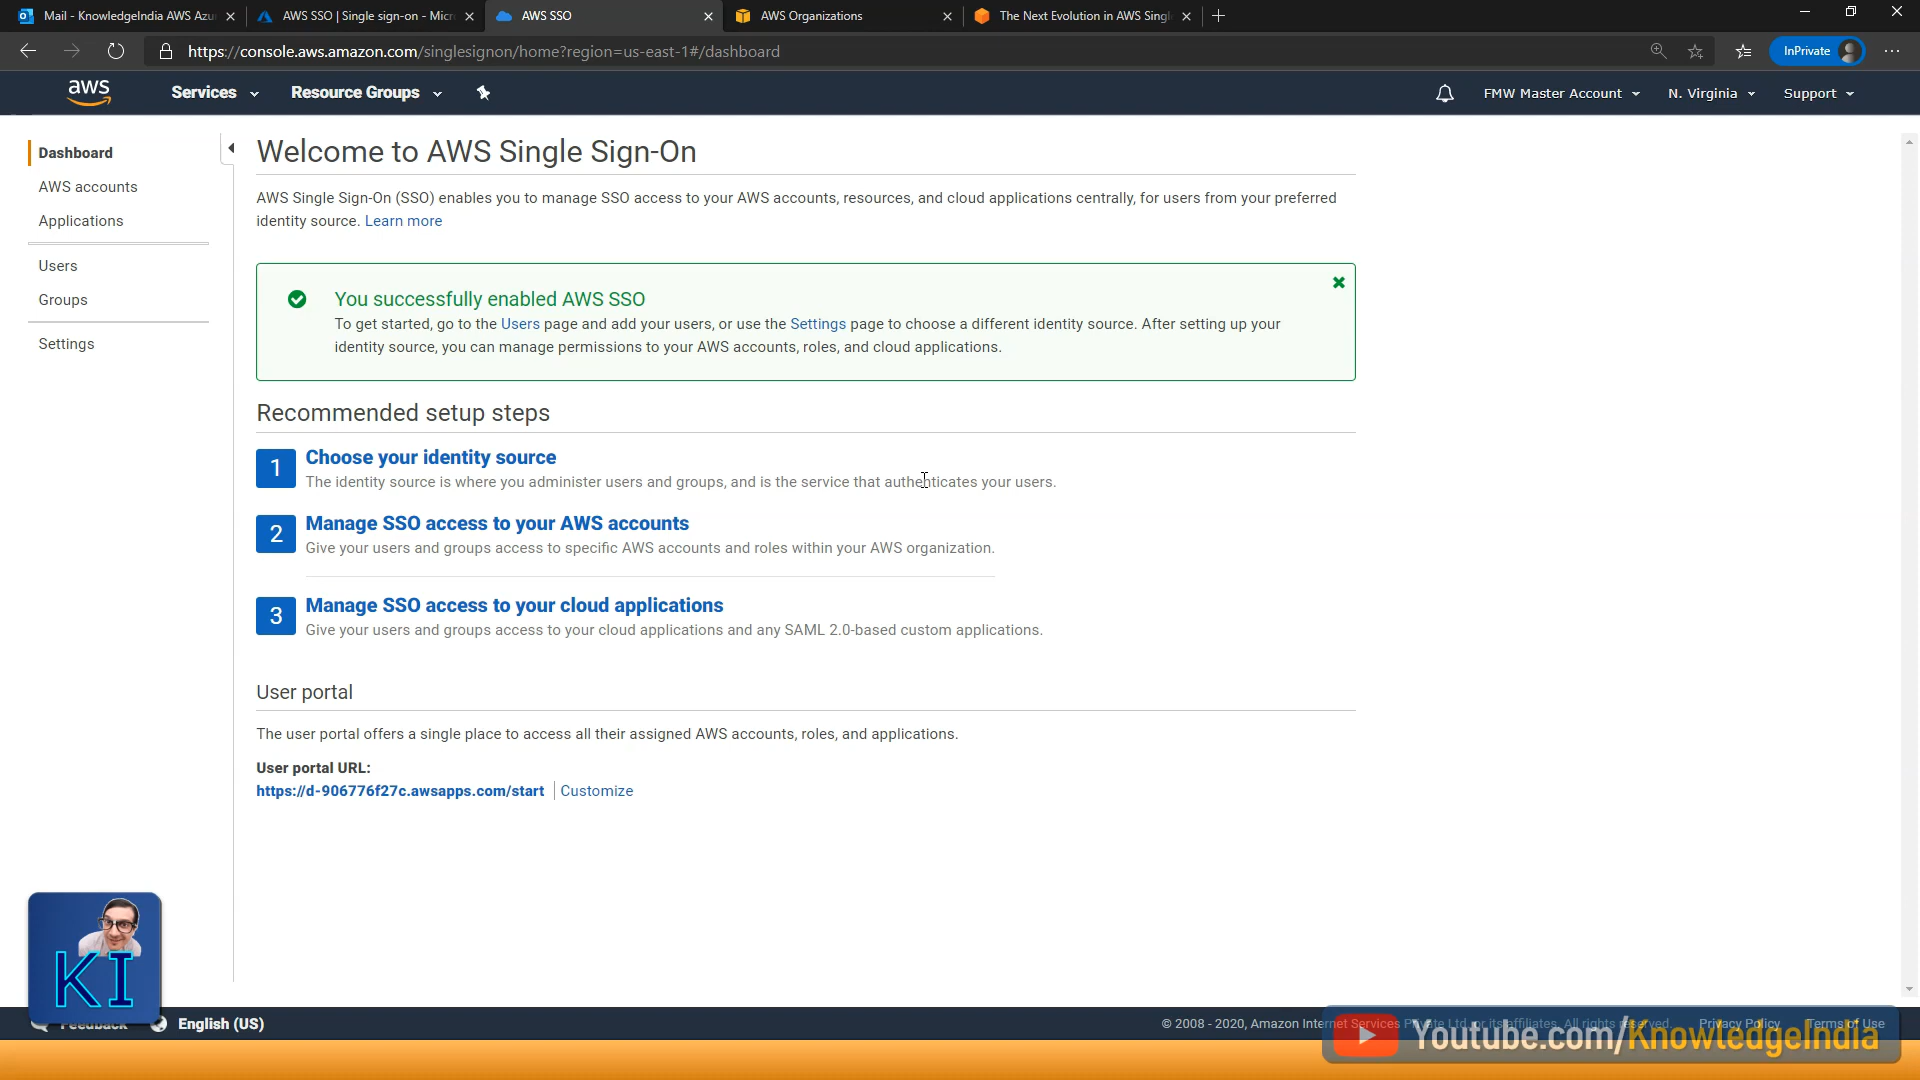 Mail - KnowledgeIndia AWS Azu
AWS SSO | Single sign-on - Micr
AWS SSO
AWS Organizations
The Next Evolution in AWS Singl
https://console.aws.amazon.com/singlesignon/home?region=us-east-1#/dashboard
InPrivate
aws
Services
Resource Groups
FMW Master Account
N. Virginia
Support
Dashboard
AWS accounts
Applications
Users
Groups
Settings
Welcome to AWS Single Sign-On
AWS Single Sign-On (SSO) enables you to manage SSO access to your AWS accounts, resources, and cloud applications centrally, for users from your preferred
identity source. Learn more
You successfully enabled AWS SSO
To get started, go to the Users page and add your users, or use the Settings page to choose a different identity source. After setting up your
identity source, you can manage permissions to your AWS accounts, roles, and cloud applications.
Recommended setup steps
1 Choose your identity source
The identity source is where you administer users and groups, and is the service that authenticates your users.
2 Manage SSO access to your AWS accounts
Give your users and groups access to specific AWS accounts and roles within your AWS organization.
3 Manage SSO access to your cloud applications
Give your users and groups access to your cloud applications and any SAML 2.0-based custom applications.
User portal
The user portal offers a single place to access all their assigned AWS accounts, roles, and applications.
User portal URL:
https://d-906776f27c.awsapps.com/start Customize
KI
Feedback
English (US)
© 2008 - 2020, Amazon Internet Services Private Ltd. or its affiliates. All rights reserved.
Privacy Policy
Terms of Use
Youtube.com/KnowledgeIndia